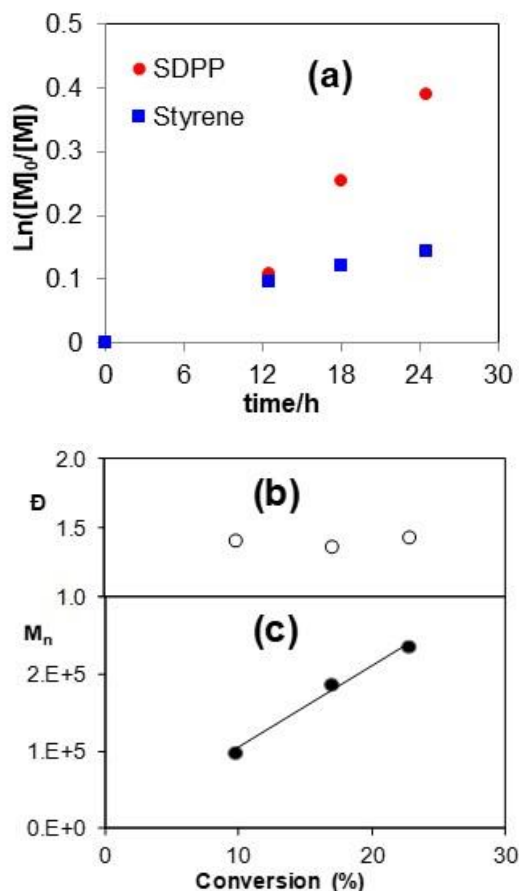 0.5
SDPP
(a)
0.4
Styrene
Ln([M]₀/[M])
0.3
0.2
0.1
0
0 6 12 18 24 30
time/h
2.0
(b)
Đ
1.5
1.0
Mn
(c)
2.E+5
1.E+5
0.E+0
0 10 20 30
Conversion (%)